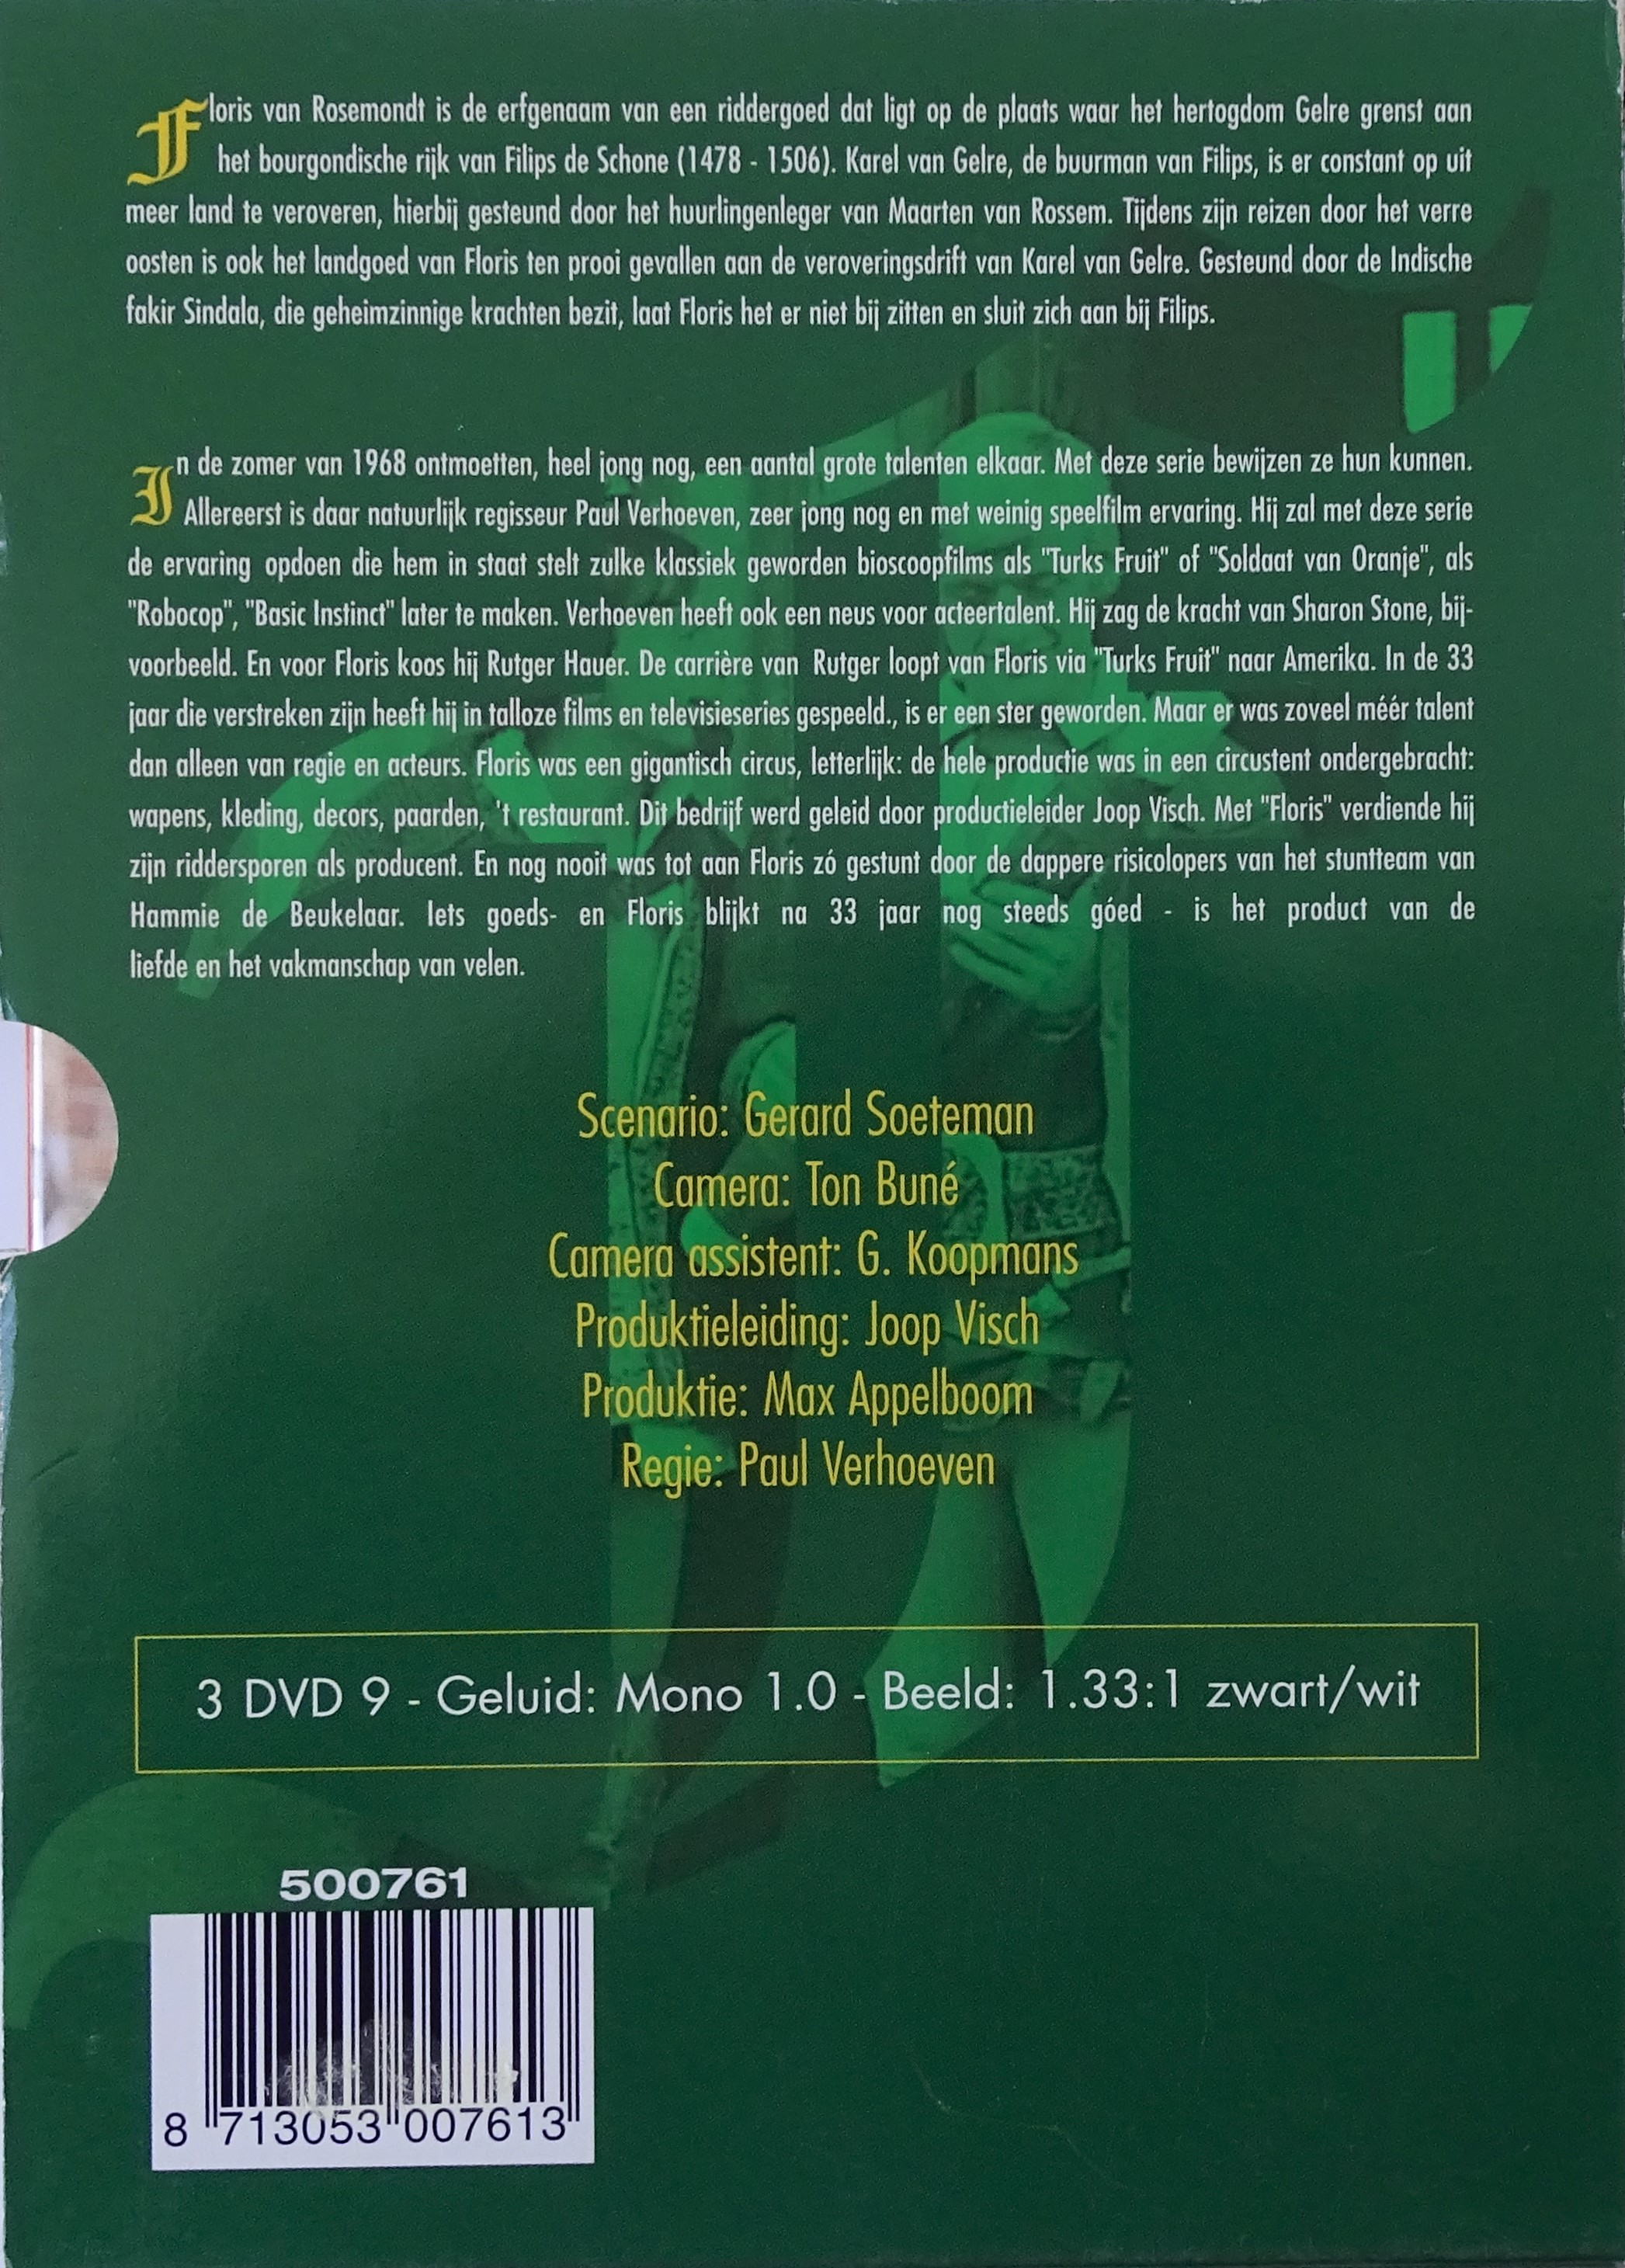 Floris van Rosemondt is de erfgenaam van een riddergoed dat ligt op de plaats waar het hertogdom Gelre grenst aan
het bourgondische rijk van Filips de Schone (1478 - 1506). Karel van Gelre, de buurman van Filips, is er constant op uit
meer land te veroveren, hierbij gesteund door het huurlingenleger van Maarten van Rossem. Tijdens zijn reizen door het verre
oosten is ook het landgoed van Floris ten prooi gevallen aan de veroveringsdrift van Karel van Gelre. Gesteund door de Indische
fakir Sindala, die geheimzinnige krachten bezit, laat Floris het er niet bij zitten en sluit zich aan bij Filips.
In de zomer van 1968 ontmoetten, heel jong nog, een aantal grote talenten elkaar. Met deze serie bewijzen ze hun kunnen.
Allereerst is daar natuurlijk regisseur Paul Verhoeven, zeer jong nog en met weinig speelfilm ervaring. Hij zal met deze serie
de ervaring opdoen die hem in staat stelt zulke klassiek geworden bioscoopfilms als "Turks Fruit" of "Soldaat van Oranje", als
"Robocop", "Basic Instinct" later te maken. Verhoeven heeft ook een neus voor acteertalent. Hij zag de kracht van Sharon Stone, bij-
voorbeeld. En voor Floris koos hij Rutger Hauer. De carrière van Rutger loopt van Floris via "Turks Fruit" naar Amerika. In de 33
jaar die verstreken zijn heeft hij in talloze films en televisieseries gespeeld., is er een ster geworden. Maar er was zoveel méér talent
dan alleen van regie en acteurs. Floris was een gigantisch circus, letterlijk: de hele productie was in een circustent ondergebracht:
wapens, kleding, decors, paarden, 't restaurant. Dit bedrijf werd geleid door productieleider Joop Visch. Met "Floris" verdiende hij
zijn riddersporen als producent. En nog nooit was tot aan Floris zó gestunt door de dappere risicolopers van het stuntteam van
Hammie de Beukelaar. Iets goeds- en Floris blijkt na 33 jaar nog steeds góed - is het product van de
liefde en het vakmanschap van velen.
Scenario: Gerard Soeteman
Camera: Ton Buné
Camera assistent: G. Koopmans
Produktieleiding: Joop Visch
Produktie: Max Appelboom
Regie: Paul Verhoeven
3 DVD 9 - Geluid: Mono 1.0 - Beeld: 1.33:1 zwart/wit
500761
8 713053 007613